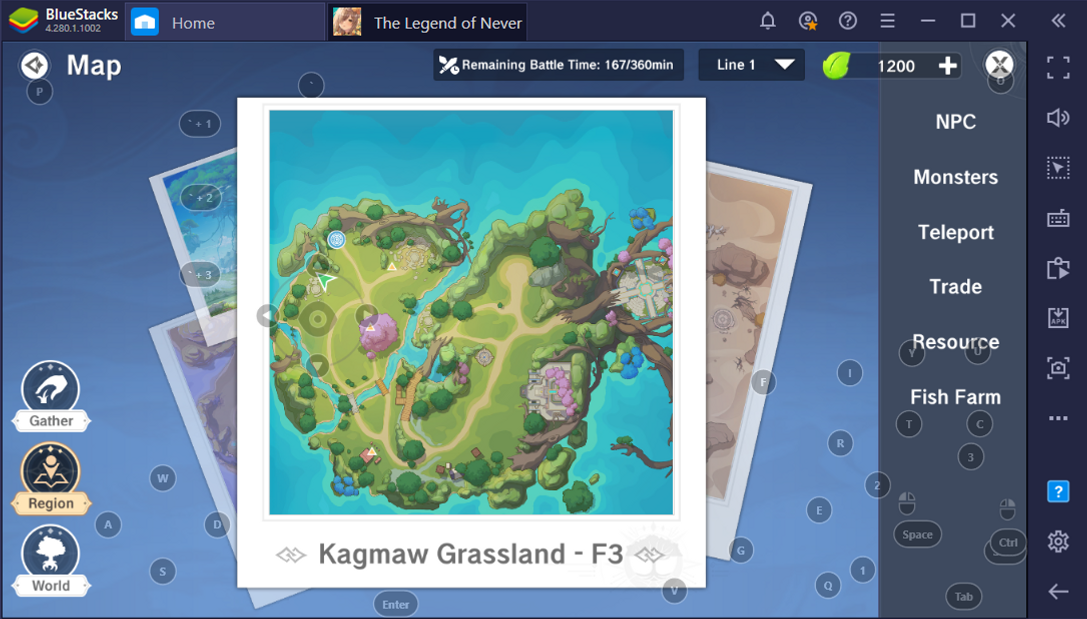 BlueStacks
4.280.1.1002
Home
The Legend of Never
Map
Remaining Battle Time: 167/360min
Line 1
1200
P
`
` + 1
` + 2
` + 3
NPC
Monsters
Teleport
Trade
Resource
Y
U
Fish Farm
T
C
3
F
I
R
2
E
G
1
Q
V
Space
Ctrl
Tab
Enter
Gather
Region
World
W
A
D
S
Kagmaw Grassland - F3
APK
?